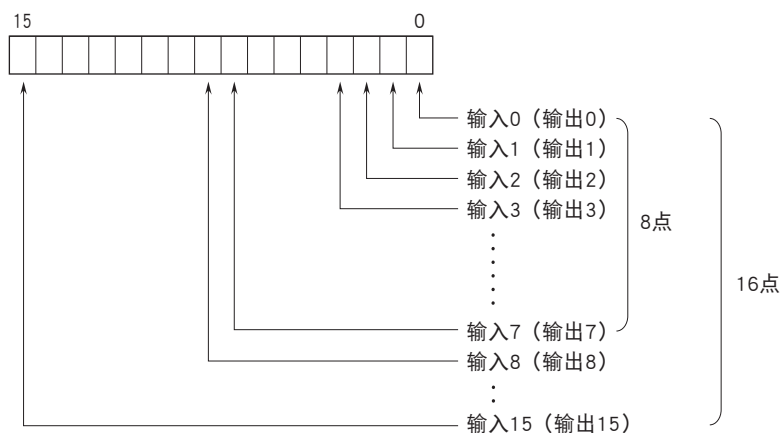 15 0
输入0（输出0）
输入1（输出1）
输入2（输出2）
输入3（输出3）
8点
16点
输入7（输出7）
输入8（输出8）
输入15（输出15）